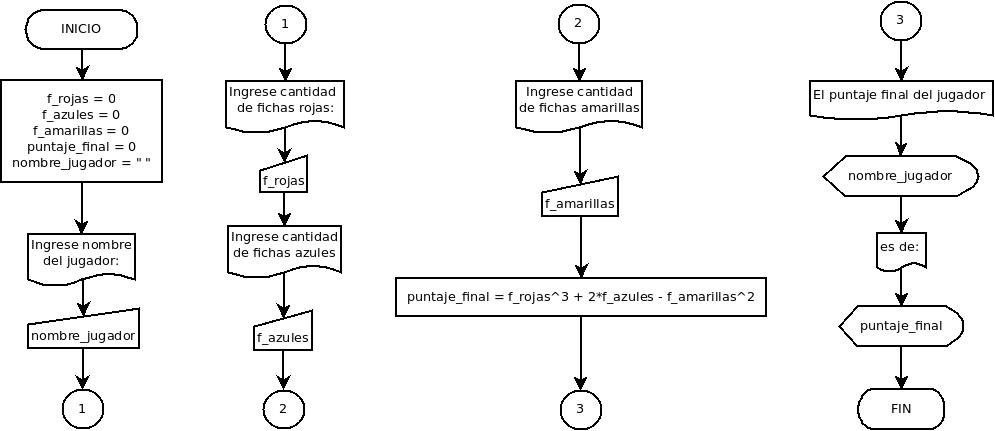 INICIO
f_rojas = 0
f_azules = 0
f_amarillas = 0
puntaje_final = 0
nombre_jugador = " "
Ingrese nombre
del jugador:
nombre_jugador
1
1
Ingrese cantidad
de fichas rojas:
f_rojas
Ingrese cantidad
de fichas azules
f_azules
2
2
Ingrese cantidad
de fichas amarillas
f_amarillas
puntaje_final = f_rojas^3 + 2*f_azules - f_amarillas^2
3
3
El puntaje final del jugador
nombre_jugador
es de:
puntaje_final
FIN